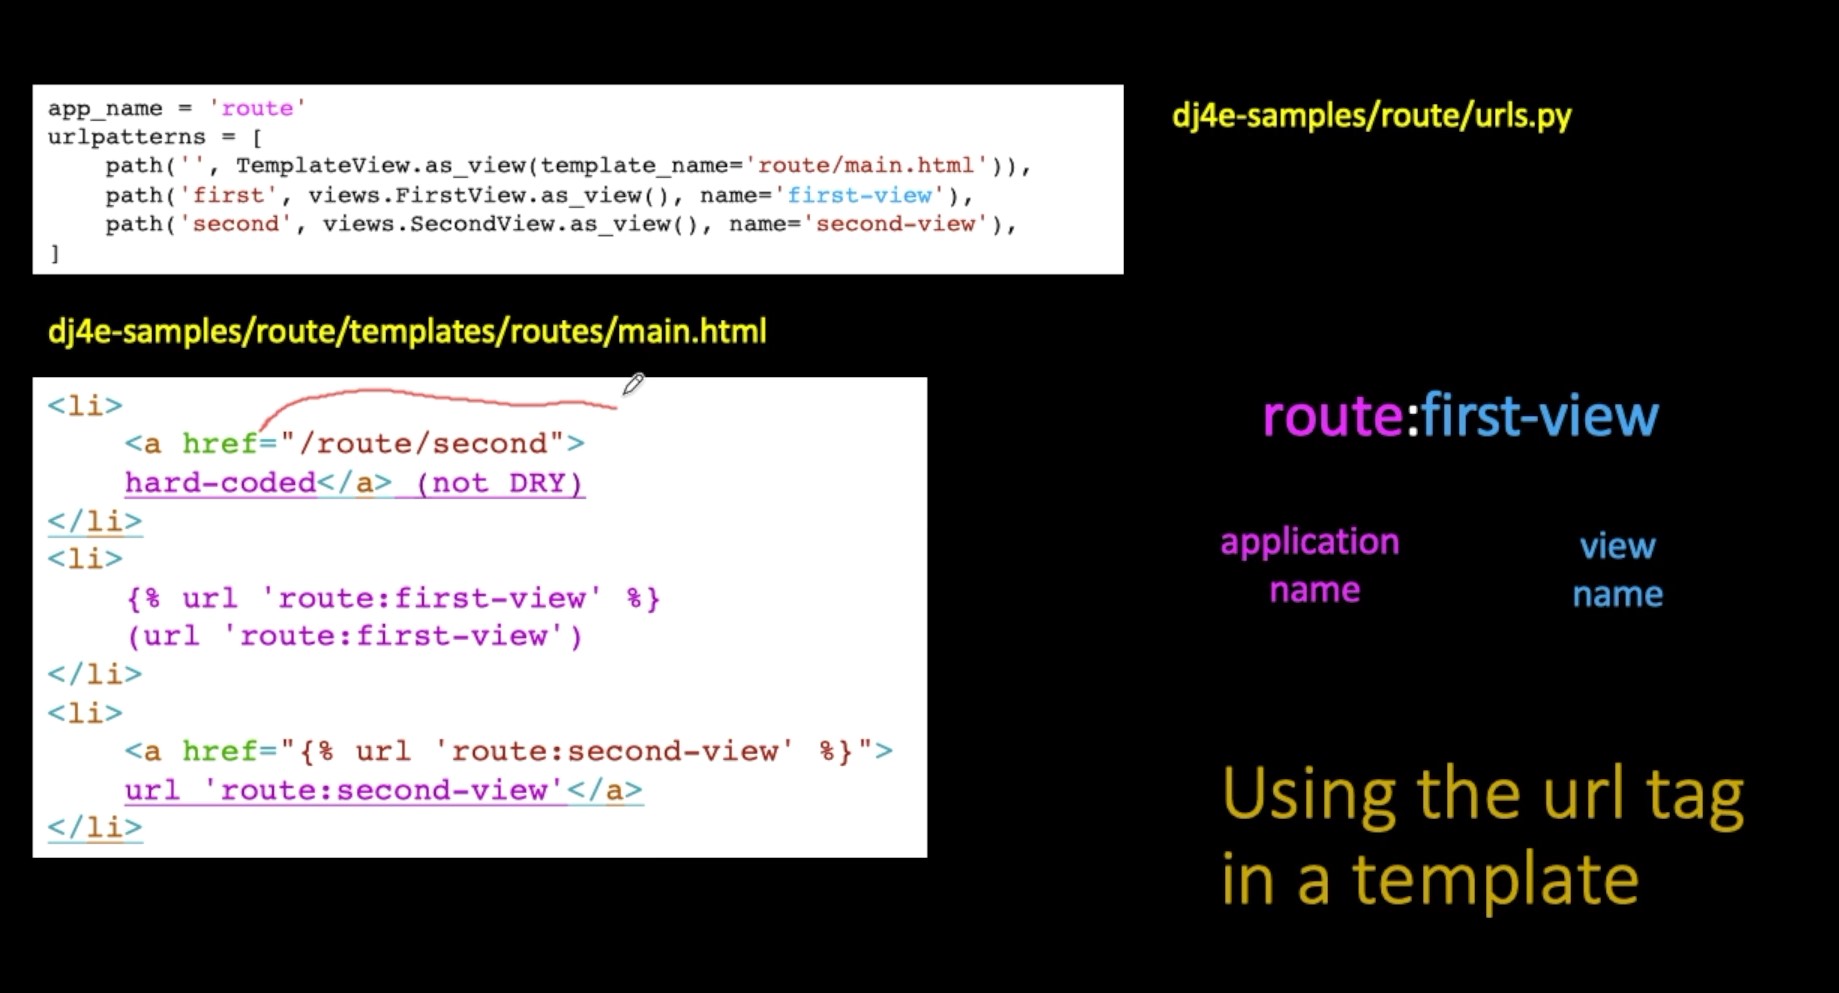 app_name = 'route'
urlpatterns = [
    path('', TemplateView.as_view(template_name='route/main.html')),
    path('first', views.FirstView.as_view(), name='first-view'),
    path('second', views.SecondView.as_view(), name='second-view'),
]
dj4e-samples/route/urls.py
dj4e-samples/route/templates/routes/main.html
<li>
    <a href="/route/second">
    hard-coded</a> (not DRY)
</li>
<li>
    {% url 'route:first-view' %}
    (url 'route:first-view')
</li>
<li>
    <a href="{% url 'route:second-view' %}">
    url 'route:second-view'</a>
</li>
route:first-view
application
name
view
name
Using the url tag
in a template